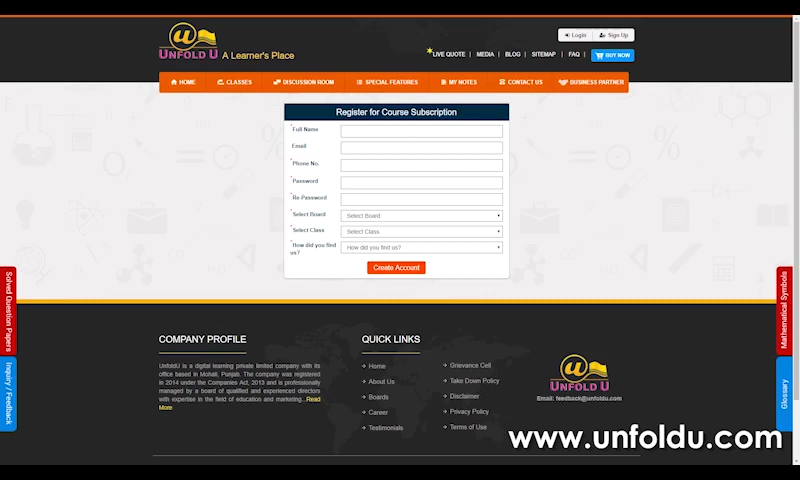 Login
Sign Up
UNFOLD U A Learner's Place
LIVE QUOTE | MEDIA | BLOG | SITEMAP | FAQ |
BUY NOW
HOME
CLASSES
DISCUSSION ROOM
SPECIAL FEATURES
MY NOTES
CONTACT US
BUSINESS PARTNER
Register for Course Subscription
*Full Name
Email
*Phone No.
*Password
*Re-Password
*Select Board Select Board
*Select Class Select Class
*How did you find us? How did you find us?
Create Account
Solved Question Papers
Inquiry / Feedback
Mathematical Symbols
Glossary
COMPANY PROFILE
UnfoldU is a digital learning private limited company with its
office based in Mohali, Punjab. The company was registered
in 2014 under the Companies Act, 2013 and is professionally
managed by a board of qualified and experienced directors
with expertise in the field of education and marketing...Read
More
QUICK LINKS
Home
About Us
Boards
Career
Testimonials
Grievance Cell
Take Down Policy
Disclaimer
Privacy Policy
Terms of Use
UNFOLD U
Email: feedback@unfoldu.com
www.unfoldu.com